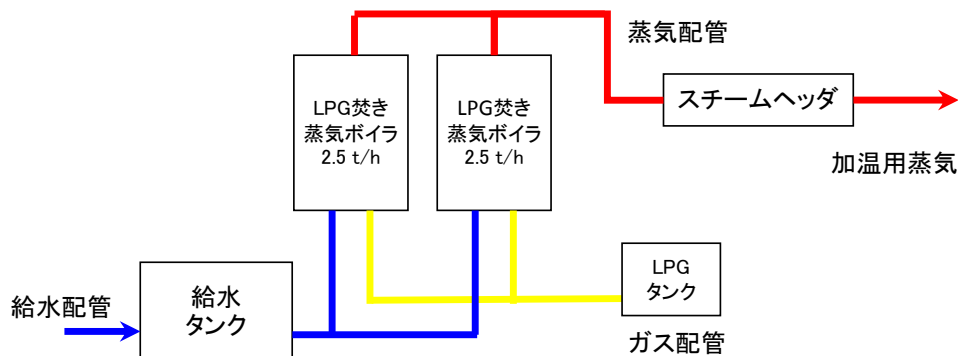 蒸気配管
LPG焚き
蒸気ボイラ
2.5 t/h
LPG焚き
蒸気ボイラ
2.5 t/h
スチームヘッダ
加温用蒸気
LPG
タンク
給水配管
給水
タンク
ガス配管